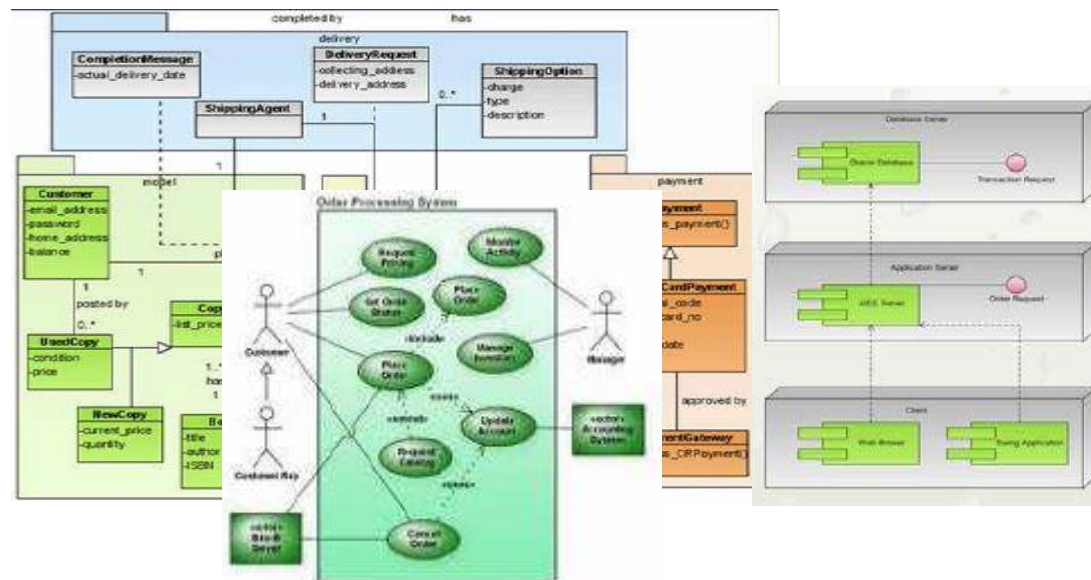 completed by
has
delivery
CompletionMessage
-actual_delivery_date
DeliveryRequest
-collecting_address
-delivery_address
ShippingOption
-charge
-type
-description
ShippingAgent
0..*
1
1
model
Customer
-email_address
-password
-home_address
-balance
1
1
posted by
0..*
UsedCopy
-condition
-price
-list_price
NewCopy
-current_price
-quantity
1
-title
-author
-ISBN
payment
approved by
Order Processing System
Request
Pricing
Monitor
Activity
Get Order
Status
Place
Order
«include»
Manage
Inventory
Customer
Manager
Place
Order
«extend»
Update
Account
«actor»
Accounting
System
Request
Catalog
Customer Rep
Cancel
Order
«actor»
Server
Database Server
Oracle Database
Transaction Request
Application Server
J2EE Server
Order Request
Client
Web Browser
Swing Application